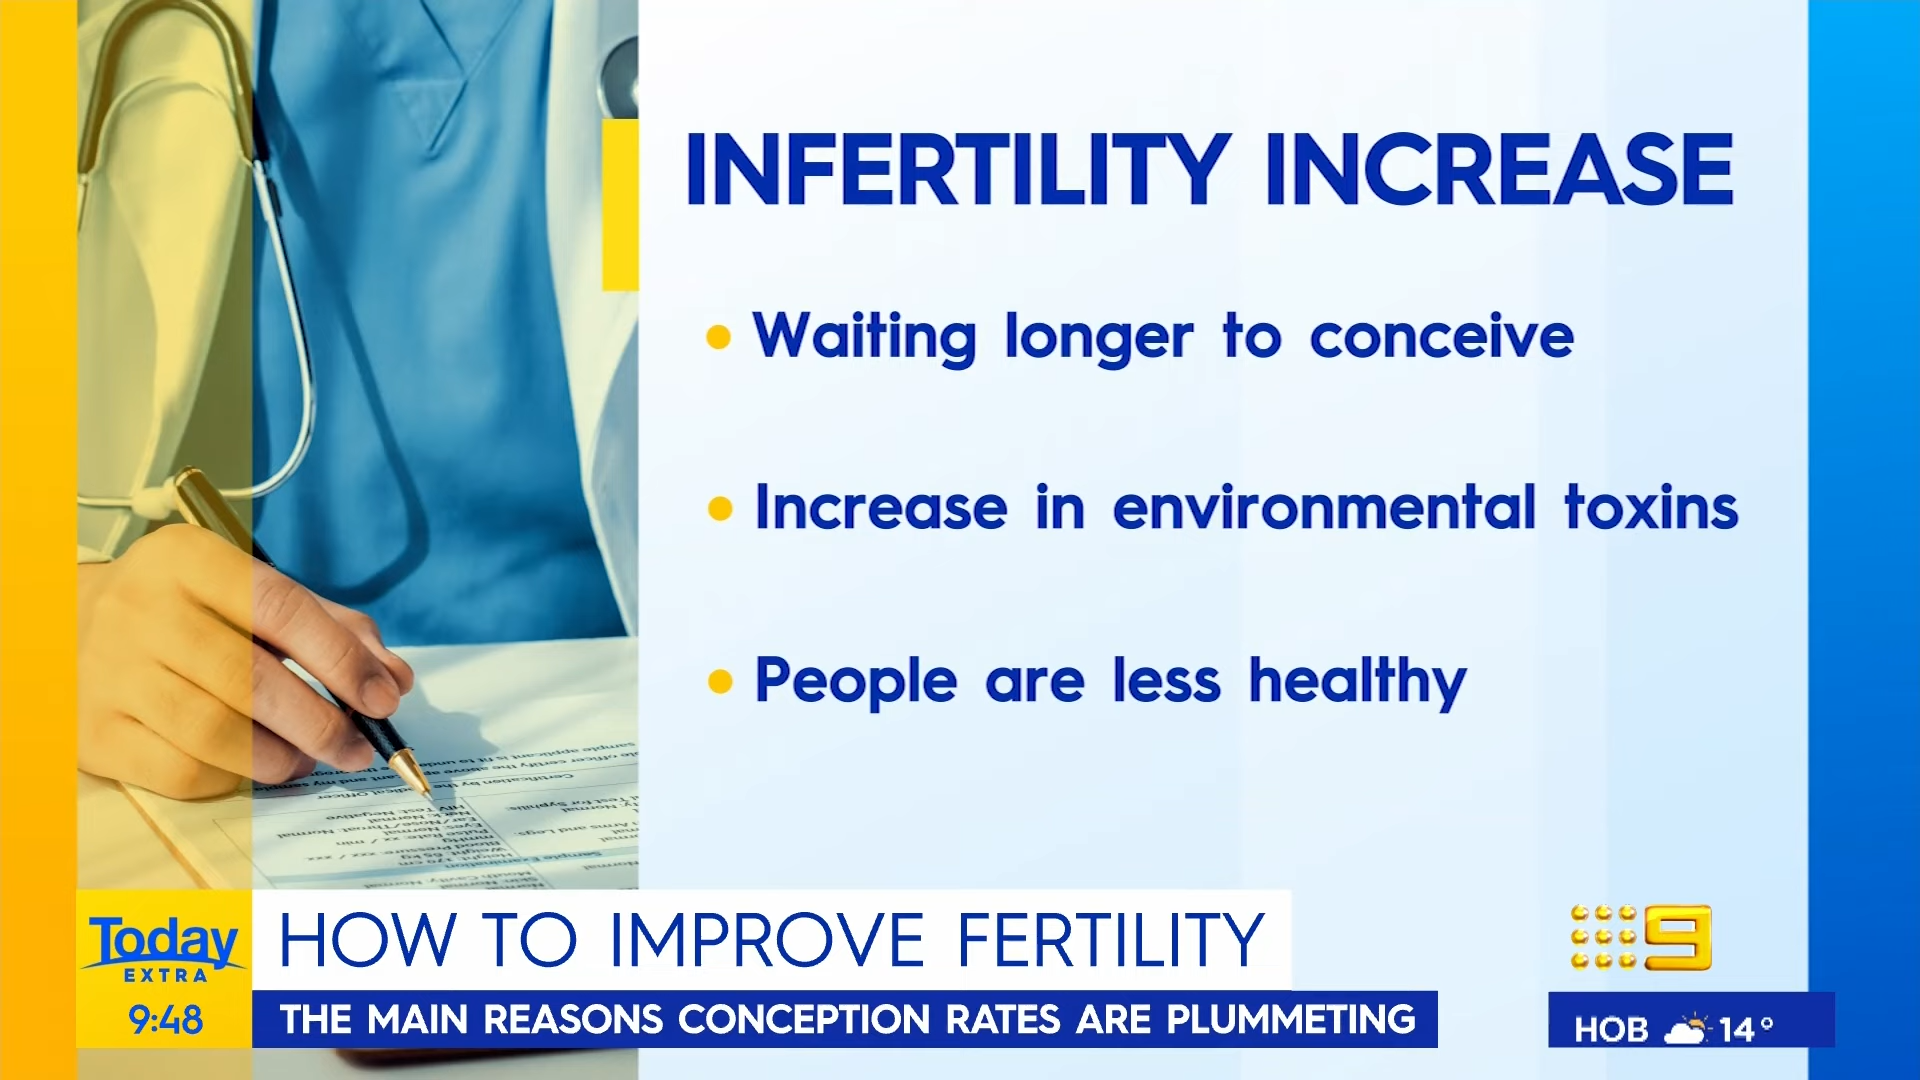 INFERTILITY INCREASE
• Waiting longer to conceive
• Increase in environmental toxins
• People are less healthy
Today
EXTRA
9:48
HOW TO IMPROVE FERTILITY
THE MAIN REASONS CONCEPTION RATES ARE PLUMMETING
9
HOB 14°